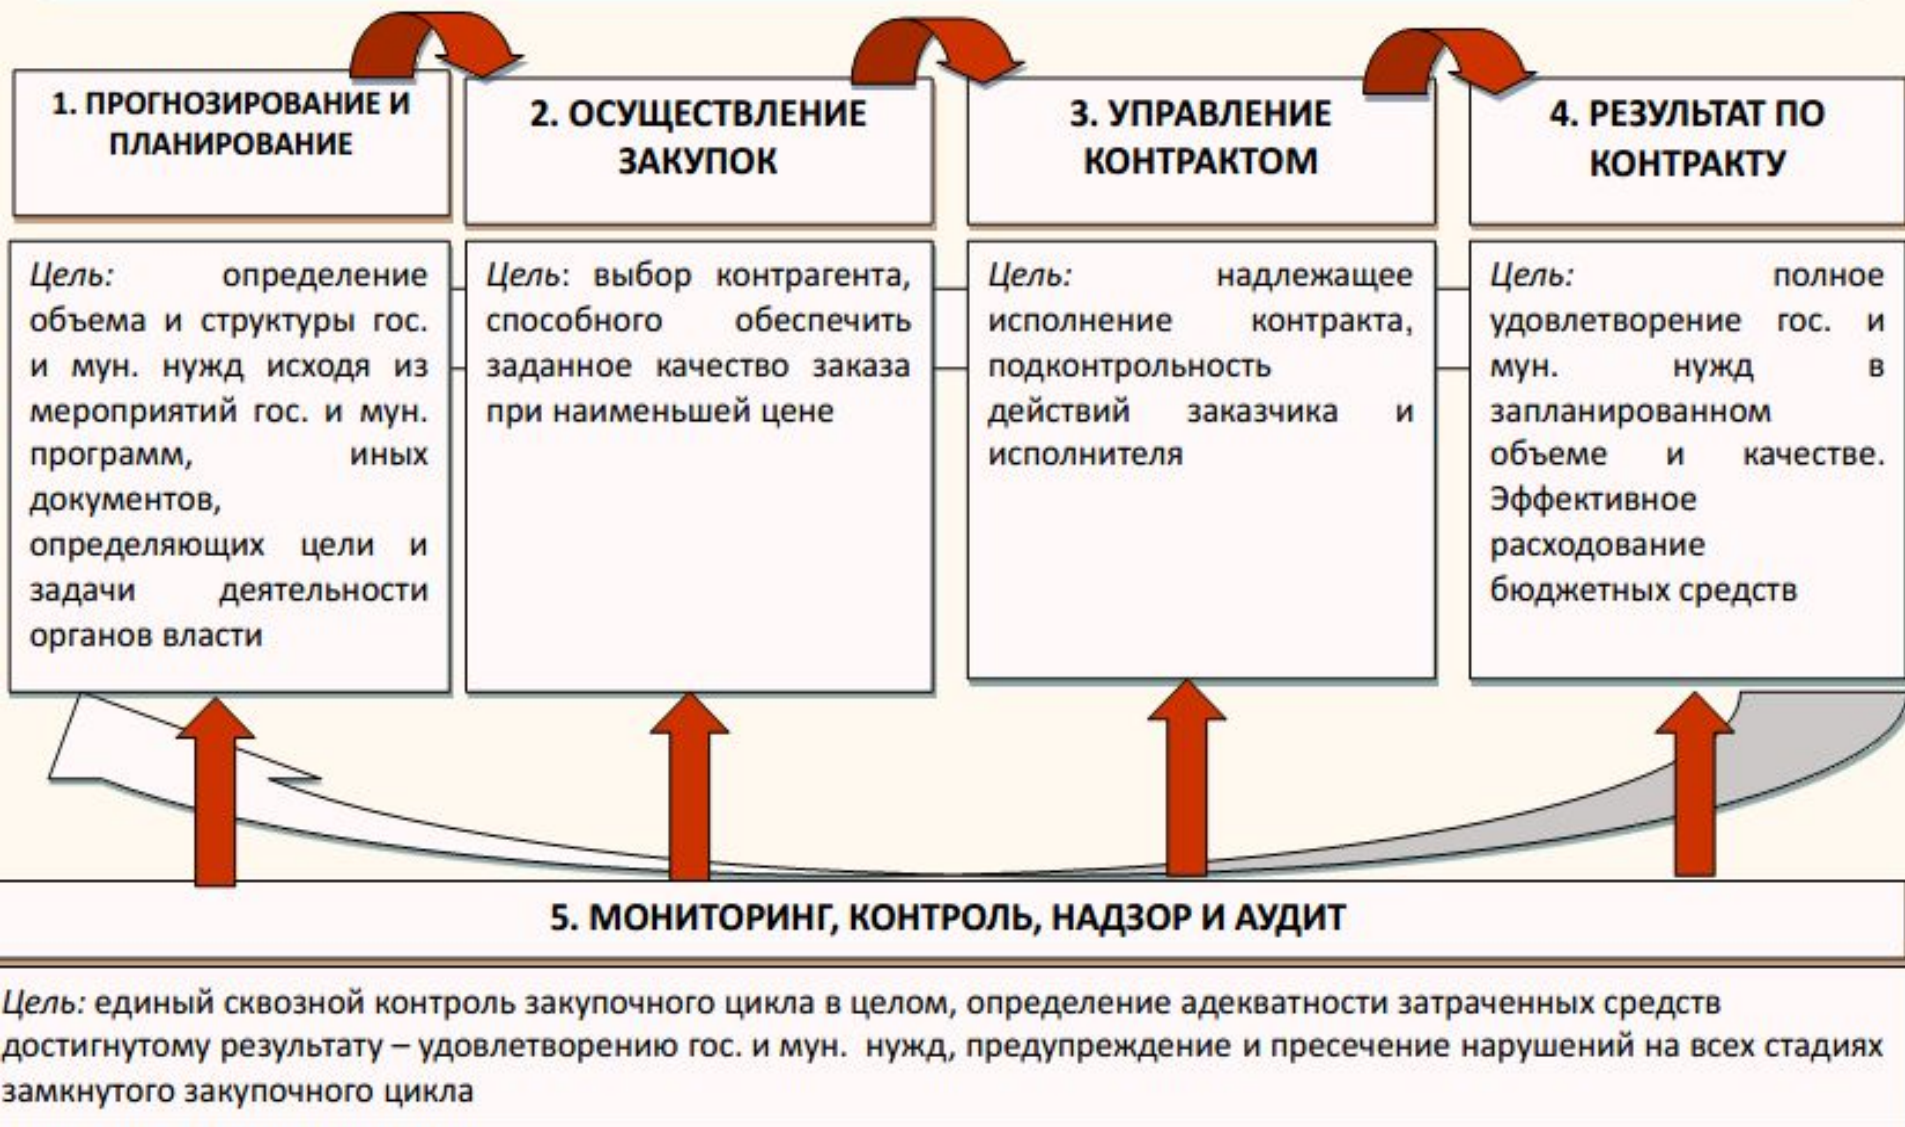 1. ПРОГНОЗИРОВАНИЕ И
ПЛАНИРОВАНИЕ
Цель: определение
объема и структуры гос.
и мун. нужд исходя из
мероприятий гос. и мун.
программ, иных
документов,
определяющих цели и
задачи деятельности
органов власти
2. ОСУЩЕСТВЛЕНИЕ
ЗАКУПОК
Цель: выбор контрагента,
способного обеспечить
заданное качество заказа
при наименьшей цене
3. УПРАВЛЕНИЕ
КОНТРАКТОМ
Цель: надлежащее
исполнение контракта,
подконтрольность
действий заказчика и
исполнителя
4. РЕЗУЛЬТАТ ПО
КОНТРАКТУ
Цель: полное
удовлетворение гос. и
мун. нужд в
запланированном
объеме и качестве.
Эффективное
расходование
бюджетных средств
5. МОНИТОРИНГ, КОНТРОЛЬ, НАДЗОР И АУДИТ
Цель: единый сквозной контроль закупочного цикла в целом, определение адекватности затраченных средств
достигнутому результату – удовлетворению гос. и мун. нужд, предупреждение и пресечение нарушений на всех стадиях
замкнутого закупочного цикла